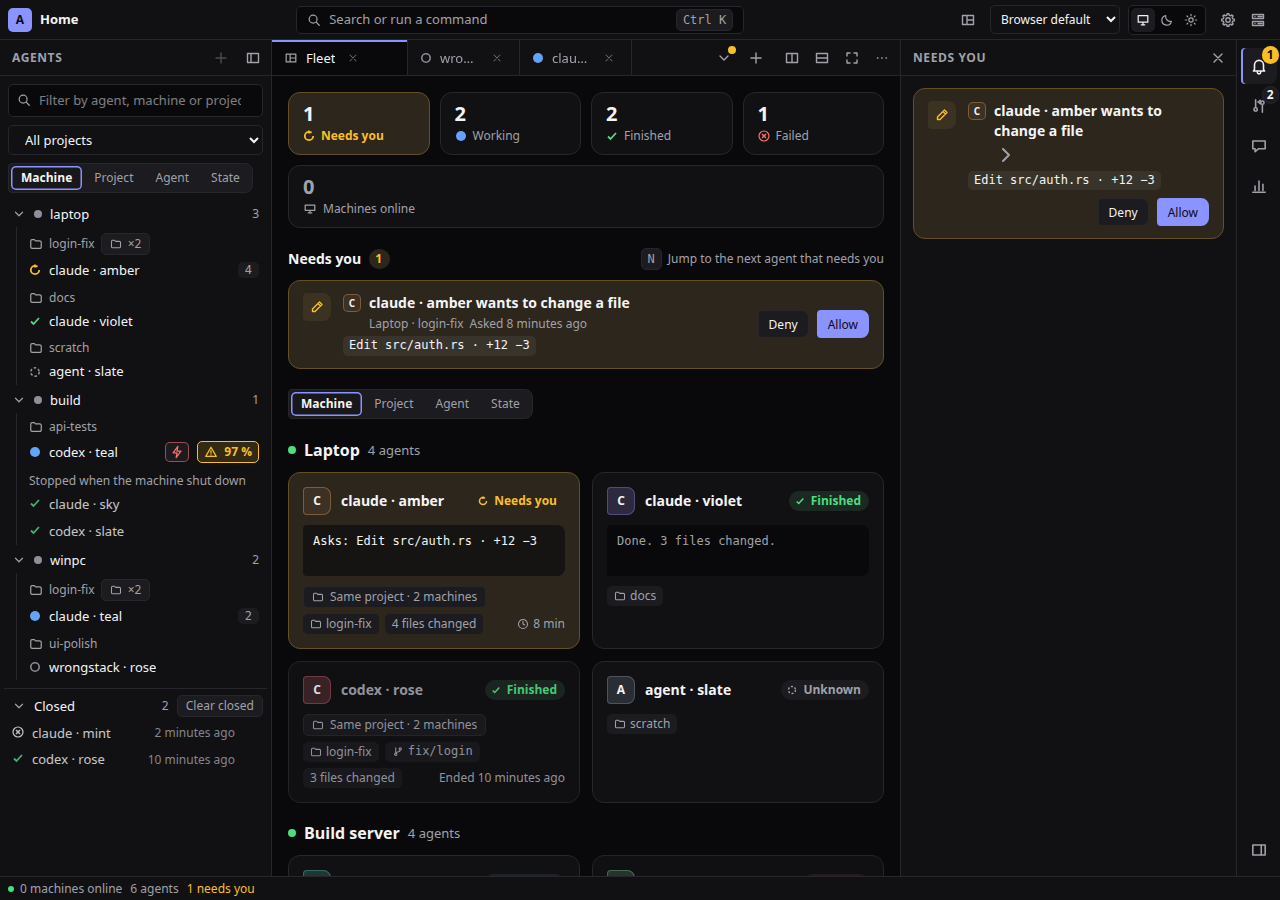 A Home
Search or run a command Ctrl K
Browser default
AGENTS
Filter by agent, machine or projec
All projects
Machine Project Agent State
laptop 3
login-fix ×2
claude · amber 4
docs
claude · violet
scratch
agent · slate
build 1
api-tests
codex · teal 97 %
Stopped when the machine shut down
claude · sky
codex · slate
winpc 2
login-fix ×2
claude · teal 2
ui-polish
wrongstack · rose
Closed 2 Clear closed
claude · mint 2 minutes ago
codex · rose 10 minutes ago
Fleet wro... clau...
1 Needs you
2 Working
2 Finished
1 Failed
0 Machines online
Needs you 1
N Jump to the next agent that needs you
C claude · amber wants to change a file
Laptop · login-fix Asked 8 minutes ago
Edit src/auth.rs · +12 −3
Deny Allow
Machine Project Agent State
Laptop 4 agents
C claude · amber Needs you
Asks: Edit src/auth.rs · +12 −3
Same project · 2 machines
login-fix 4 files changed 8 min
C claude · violet Finished
Done. 3 files changed.
docs
C codex · rose Finished
Same project · 2 machines
login-fix fix/login
3 files changed Ended 10 minutes ago
A agent · slate Unknown
scratch
Build server 4 agents
NEEDS YOU
C claude · amber wants to
change a file
Edit src/auth.rs · +12 −3
Deny Allow
1
2
0 machines online 6 agents 1 needs you